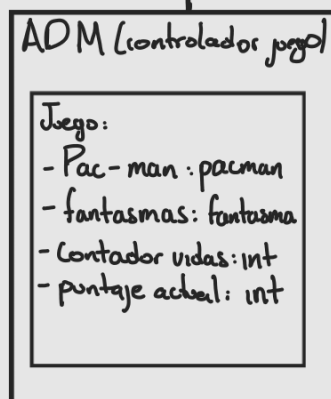 ADM (controlador juego)
Juego:
- Pac-man : pacman
- fantasmas: fantasma
- Contador vidas: int
- puntaje actual: int